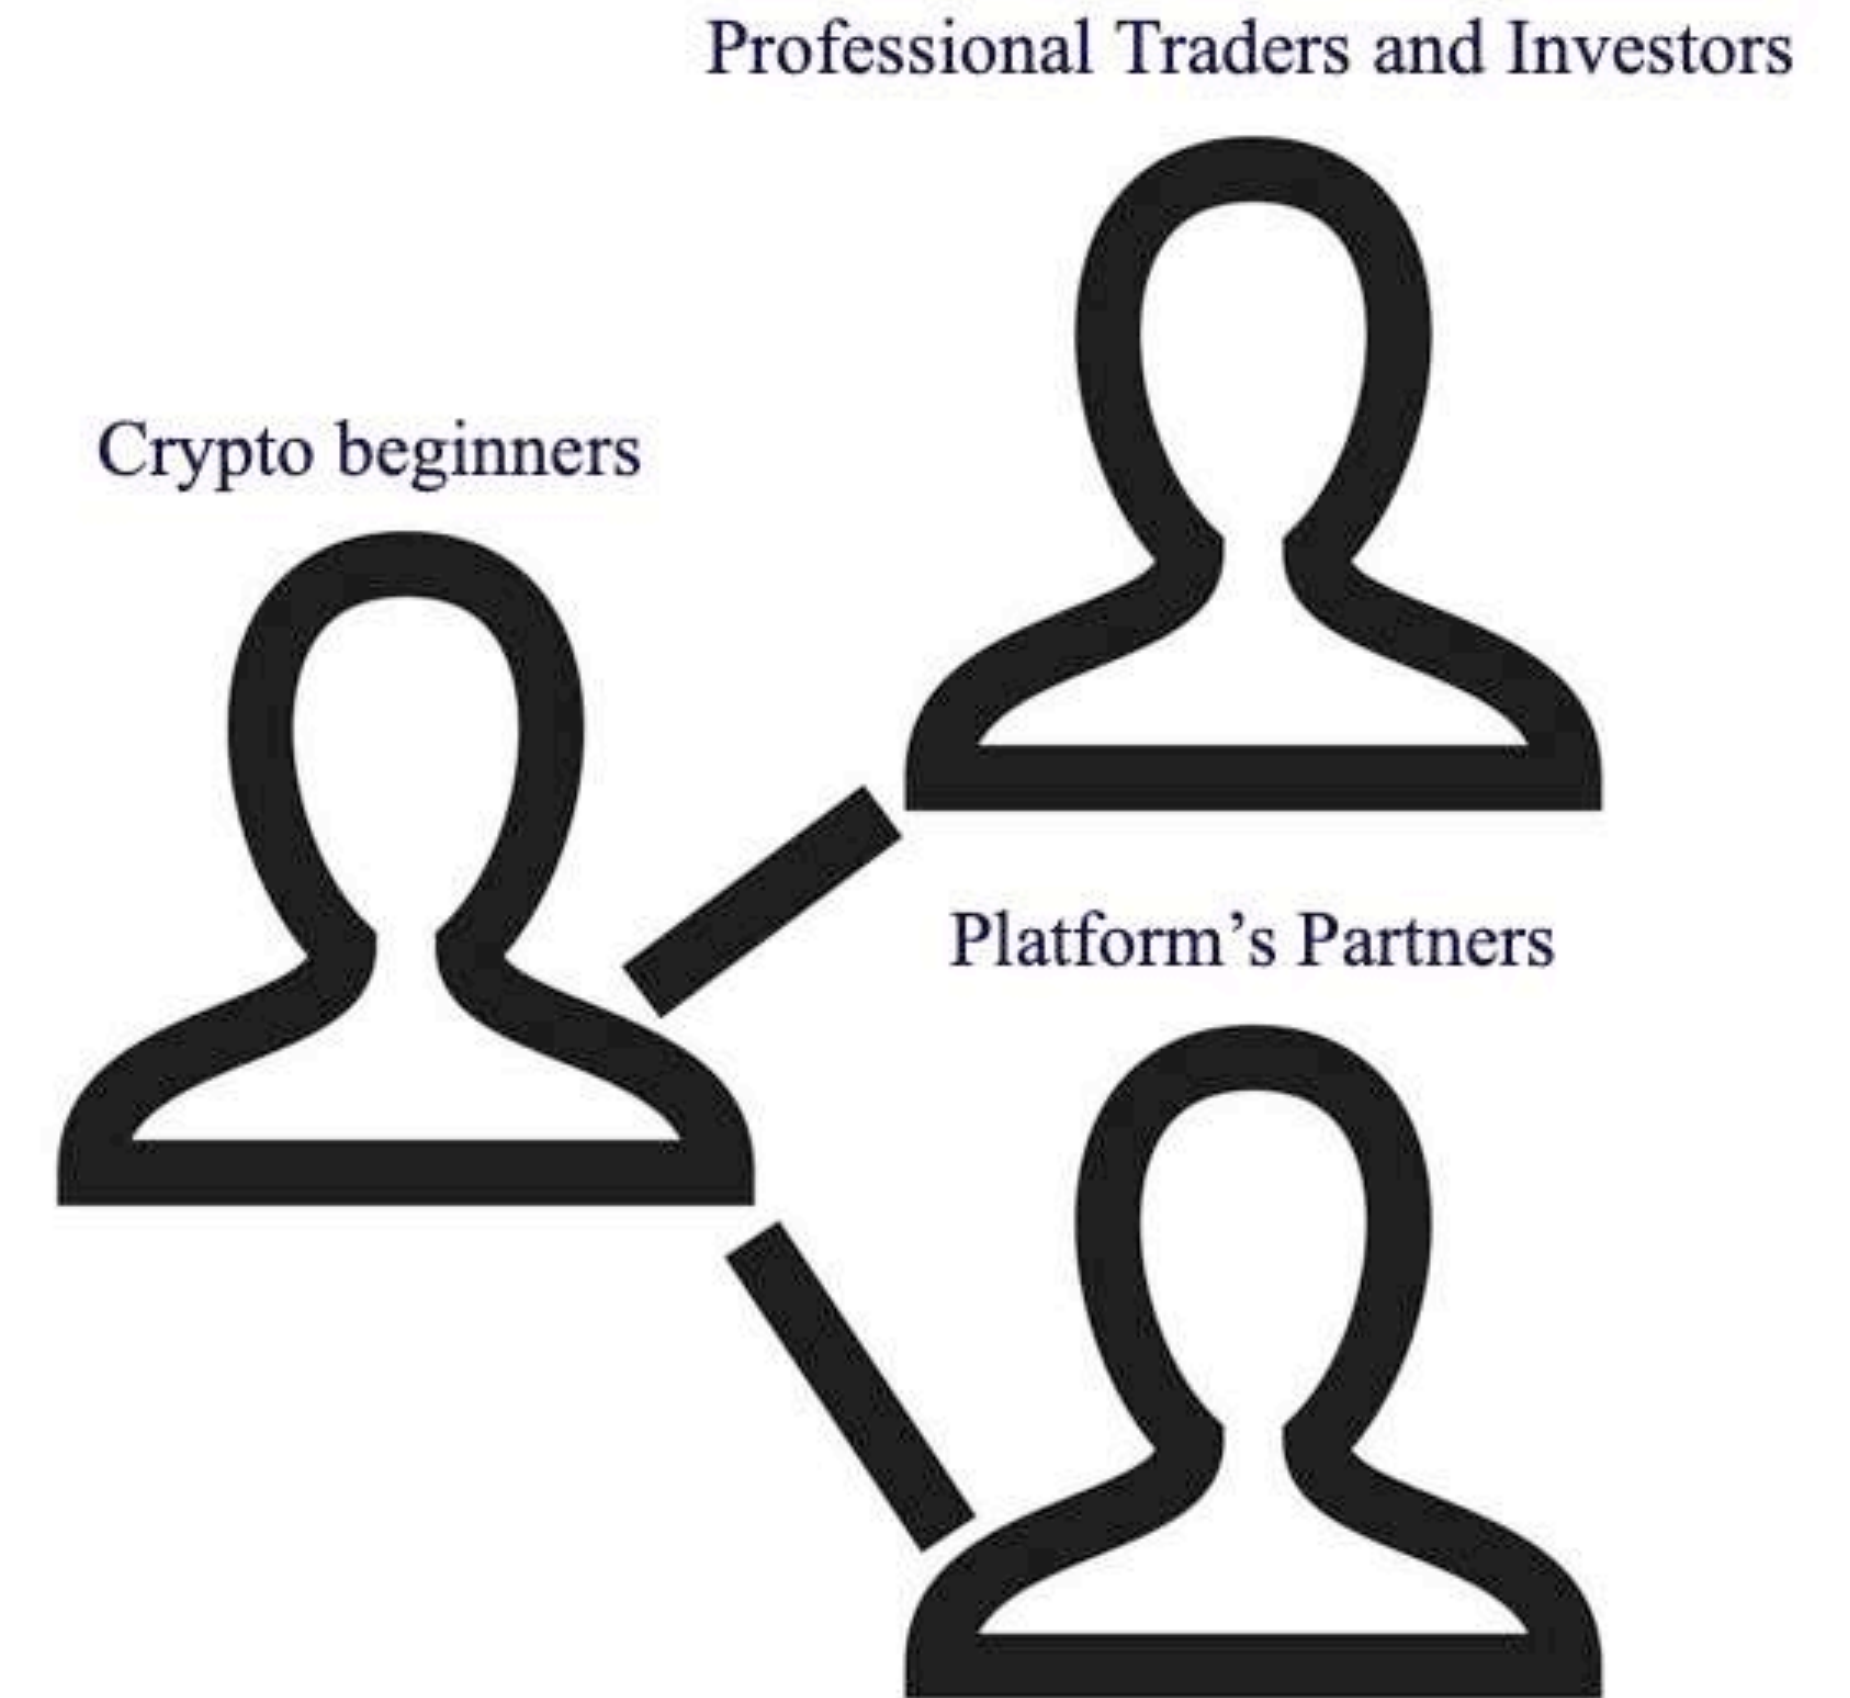 Professional Traders and Investors
Crypto beginners
Platform’s Partners